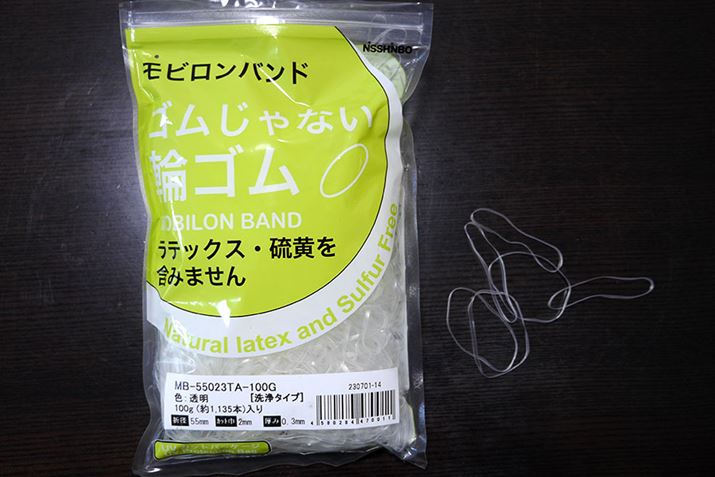 NISSHINBO
モビロンバンド
ゴムじゃない
輪ゴム
MOBILON BAND
ラテックス・硫黄を
含みません
Natural latex and Sulfur Free
MB-55023TA-100G
230701-14
色:透明 [洗浄タイプ]
100g(約1,135本)入り
折径 55mm カット巾 2mm 厚み 0.3mm
4580284470011